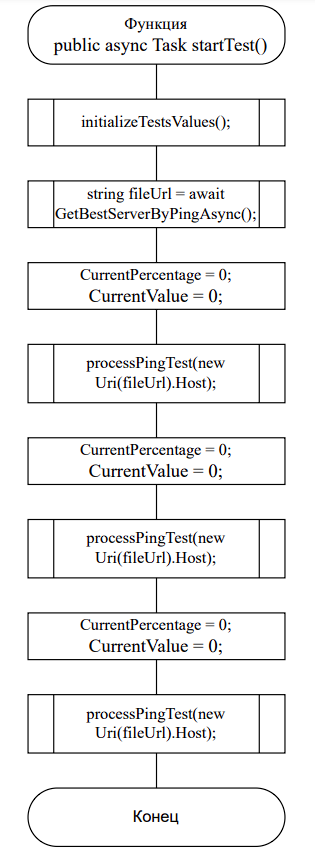 Функция
public async Task startTest()
initializeTestsValues();
string fileUrl = await
GetBestServerByPingAsync();
CurrentPercentage = 0;
CurrentValue = 0;
processPingTest(new
Uri(fileUrl).Host);
CurrentPercentage = 0;
CurrentValue = 0;
processPingTest(new
Uri(fileUrl).Host);
CurrentPercentage = 0;
CurrentValue = 0;
processPingTest(new
Uri(fileUrl).Host);
Конец